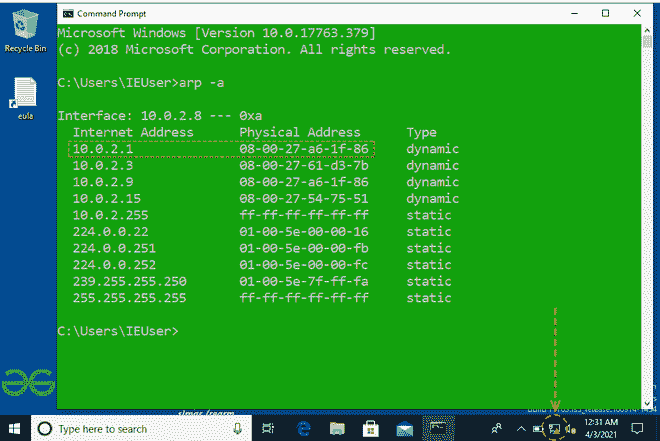 Recycle Bin
eula
Command Prompt
Microsoft Windows [Version 10.0.17763.379]
(c) 2018 Microsoft Corporation. All rights reserved.
C:\Users\IEUser>arp -a
Interface: 10.0.2.8 --- 0xa
Internet Address Physical Address Type
10.0.2.1 08-00-27-a6-1f-86 dynamic
10.0.2.3 08-00-27-61-d3-7b dynamic
10.0.2.9 08-00-27-a6-1f-86 dynamic
10.0.2.15 08-00-27-54-75-51 dynamic
10.0.2.255 ff-ff-ff-ff-ff-ff static
224.0.0.22 01-00-5e-00-00-16 static
224.0.0.251 01-00-5e-00-00-fb static
224.0.0.252 01-00-5e-00-00-fc static
239.255.255.250 01-00-5e-7f-ff-fa static
255.255.255.255 ff-ff-ff-ff-ff-ff static
C:\Users\IEUser>
Type here to search
12:31 AM
4/3/2021